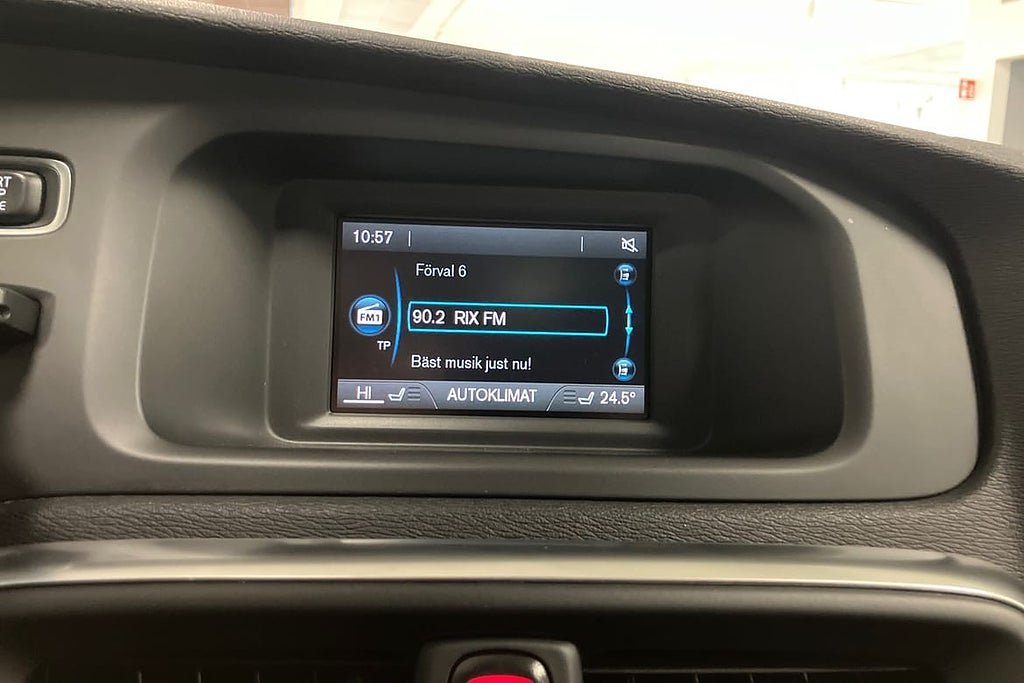 10:57
Förval 6
FM1
90.2 RIX FM
TP
Bäst musik just nu!
HI
AUTOKLIMAT
24.5°